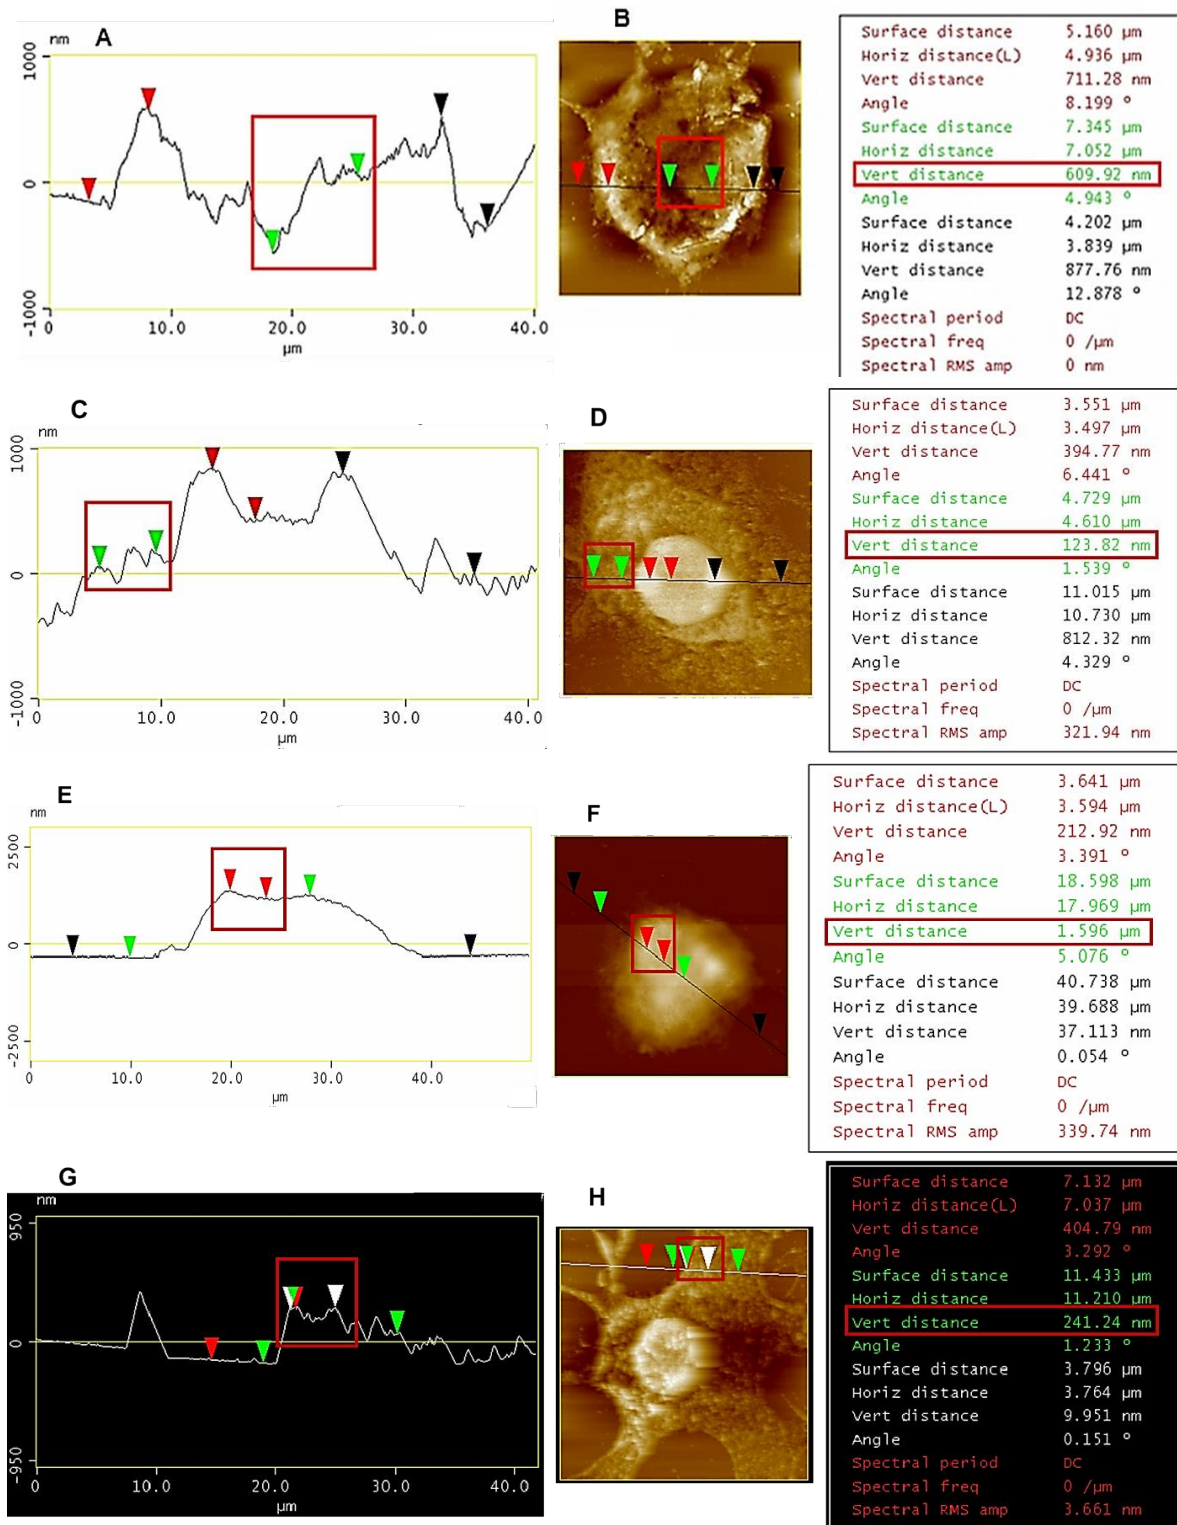 A
nm
1000
0
-1000
0
10.0
20.0
30.0
40.0
µm
B
Surface distance 5.160 µm
Horiz distance(L) 4.936 µm
Vert distance 711.28 nm
Angle 8.199 º
Surface distance 7.345 µm
Horiz distance 7.052 µm
Vert distance 609.92 nm
Angle 4.943 º
Surface distance 4.202 µm
Horiz distance 3.839 µm
Vert distance 877.76 nm
Angle 12.878 º
Spectral period DC
Spectral freq 0 /µm
Spectral RMS amp 0 nm
C
nm
1000
0
-1000
0
10.0
20.0
30.0
40.0
µm
D
Surface distance 3.551 µm
Horiz distance(L) 3.497 µm
Vert distance 394.77 nm
Angle 6.441 º
Surface distance 4.729 µm
Horiz distance 4.610 µm
Vert distance 123.82 nm
Angle 1.539 º
Surface distance 11.015 µm
Horiz distance 10.730 µm
Vert distance 812.32 nm
Angle 4.329 º
Spectral period DC
Spectral freq 0 /µm
Spectral RMS amp 321.94 nm
E
nm
2500
0
-2500
0
10.0
20.0
30.0
40.0
µm
F
Surface distance 3.641 µm
Horiz distance(L) 3.594 µm
Vert distance 212.92 nm
Angle 3.391 º
Surface distance 18.598 µm
Horiz distance 17.969 µm
Vert distance 1.596 µm
Angle 5.076 º
Surface distance 40.738 µm
Horiz distance 39.688 µm
Vert distance 37.113 nm
Angle 0.054 º
Spectral period DC
Spectral freq 0 /µm
Spectral RMS amp 339.74 nm
G
nm
950
0
-950
0
10.0
20.0
30.0
40.0
µm
H
Surface distance 7.132 µm
Horiz distance(L) 7.037 µm
Vert distance 404.79 nm
Angle 3.292 º
Surface distance 11.433 µm
Horiz distance 11.210 µm
Vert distance 241.24 nm
Angle 1.233 º
Surface distance 3.796 µm
Horiz distance 3.764 µm
Vert distance 9.951 nm
Angle 0.151 º
Spectral period DC
Spectral freq 0 /µm
Spectral RMS amp 3.661 nm